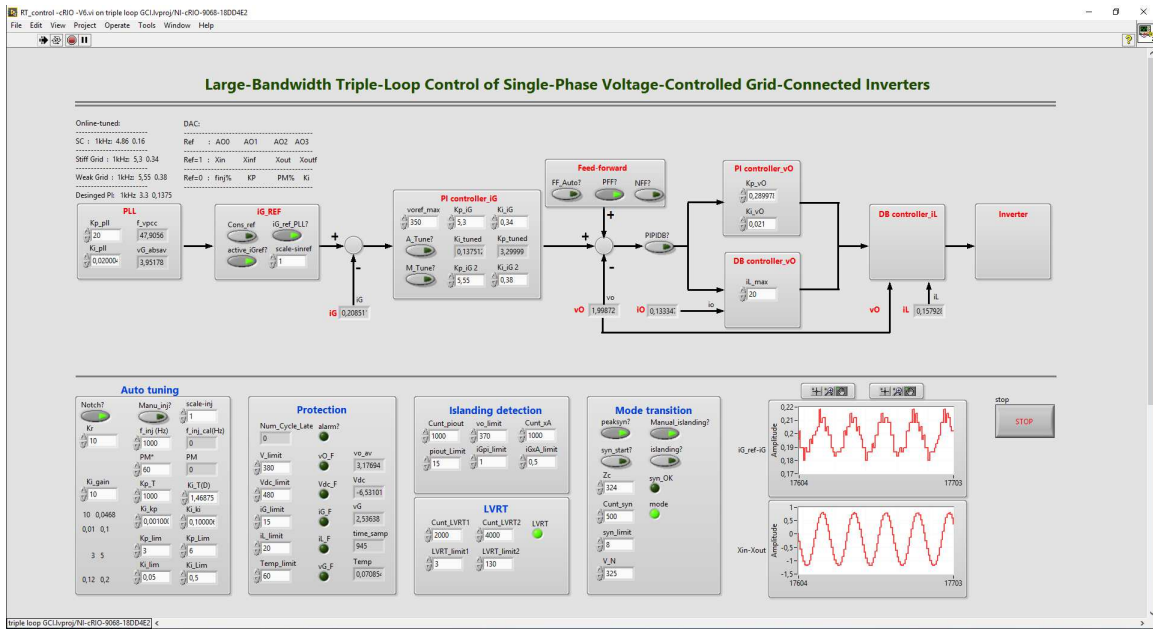 RT_control -cRIO -V6.vi on triple loop GCI.lvproj/NI-cRIO-9068-18DD4E2
File Edit View Project Operate Tools Window Help
Large-Bandwidth Triple-Loop Control of Single-Phase Voltage-Controlled Grid-Connected Inverters
Online-tuned:
SC : 1kHz: 4.86 0.16
Stiff Grid : 1kHz: 5,3 0.34
Weak Grid : 1kHz: 5,55 0.38
Desinged PI: 1kHz 3.3 0,1375
DAC:
Ref : AO0 AO1 AO2 AO3
Ref=1 : Xin Xinf Xout Xoutf
Ref=0 : finj% KP PM% Ki
PLL
Kp_pll f_vpcc
20 47,9056
Ki_pll vG_absav
0,02000 3,95178
iG_REF
Cons_ref iG_ref_PLL?
active_iGref? scale-sinref
1
+
-
iG
iG 0,20851
PI controller_iG
voref_max Kp_iG Ki_iG
350 5,3 0,34
A_Tune? Ki_tuned Kp_tuned
0,13751 3,29999
M_Tune? Kp_iG 2 Ki_iG 2
5,55 0,38
Feed-forward
FF_Auto? PFF? NFF?
+
+
-
PIPIDB?
vo
vO 1,99872
io
iO 0,13334
PI controller_vO
Kp_vO
0,28997
Ki_vO
0,021
DB controller_vO
iL_max
20
DB controller_iL
vO
iL
iL 0,15792
Inverter
Auto tuning
Notch? Manu_inj? scale-inj
1
Kr f_inj (Hz) f_inj_cal(Hz)
10 1000 0
PM* PM
60 0
Ki_gain Kp_T Ki_T(D)
10 1000 1,46875
10 0,0468 Ki_kp Ki_ki
0,01 0,1 0,00100 0,10000
Kp_lim Kp_Lim
3 5 3 6
Ki_lim Ki_Lim
0,12 0,2 0,05 0,5
Protection
Num_Cycle_Late alarm?
0
V_limit vO_F vo_av
380 3,17694
Vdc_limit Vdc_F Vdc
480 -6,53101
iG_limit iG_F vG
15 2,53638
iL_limit iL_F time_samp
20 945
Temp_limit vG_F Temp
60 0,07085
Islanding detection
Cunt_piout vo_limit Cunt_xA
1000 370 1000
piout_Limit iGpi_limit iGxA_limit
15 1 0,5
LVRT
Cunt_LVRT1 Cunt_LVRT2 LVRT
2000 4000
LVRT_limit1 LVRT_limit2
3 130
Mode transition
peaksyn? Manual_islanding?
syn_start? islanding?
Zc syn_OK
324
Cunt_syn mode
500
syn_limit
8
V_N
325
iG_ref-iG
Amplitude
0,22
0,21
0,2
0,19
0,18
0,17
17604 17703
Xin-Xout
Amplitude
1
0,5
0
-0,5
-1
-1,5
17604 17703
stop
STOP
triple loop GCI.lvproj/NI-cRIO-9068-18DD4E2